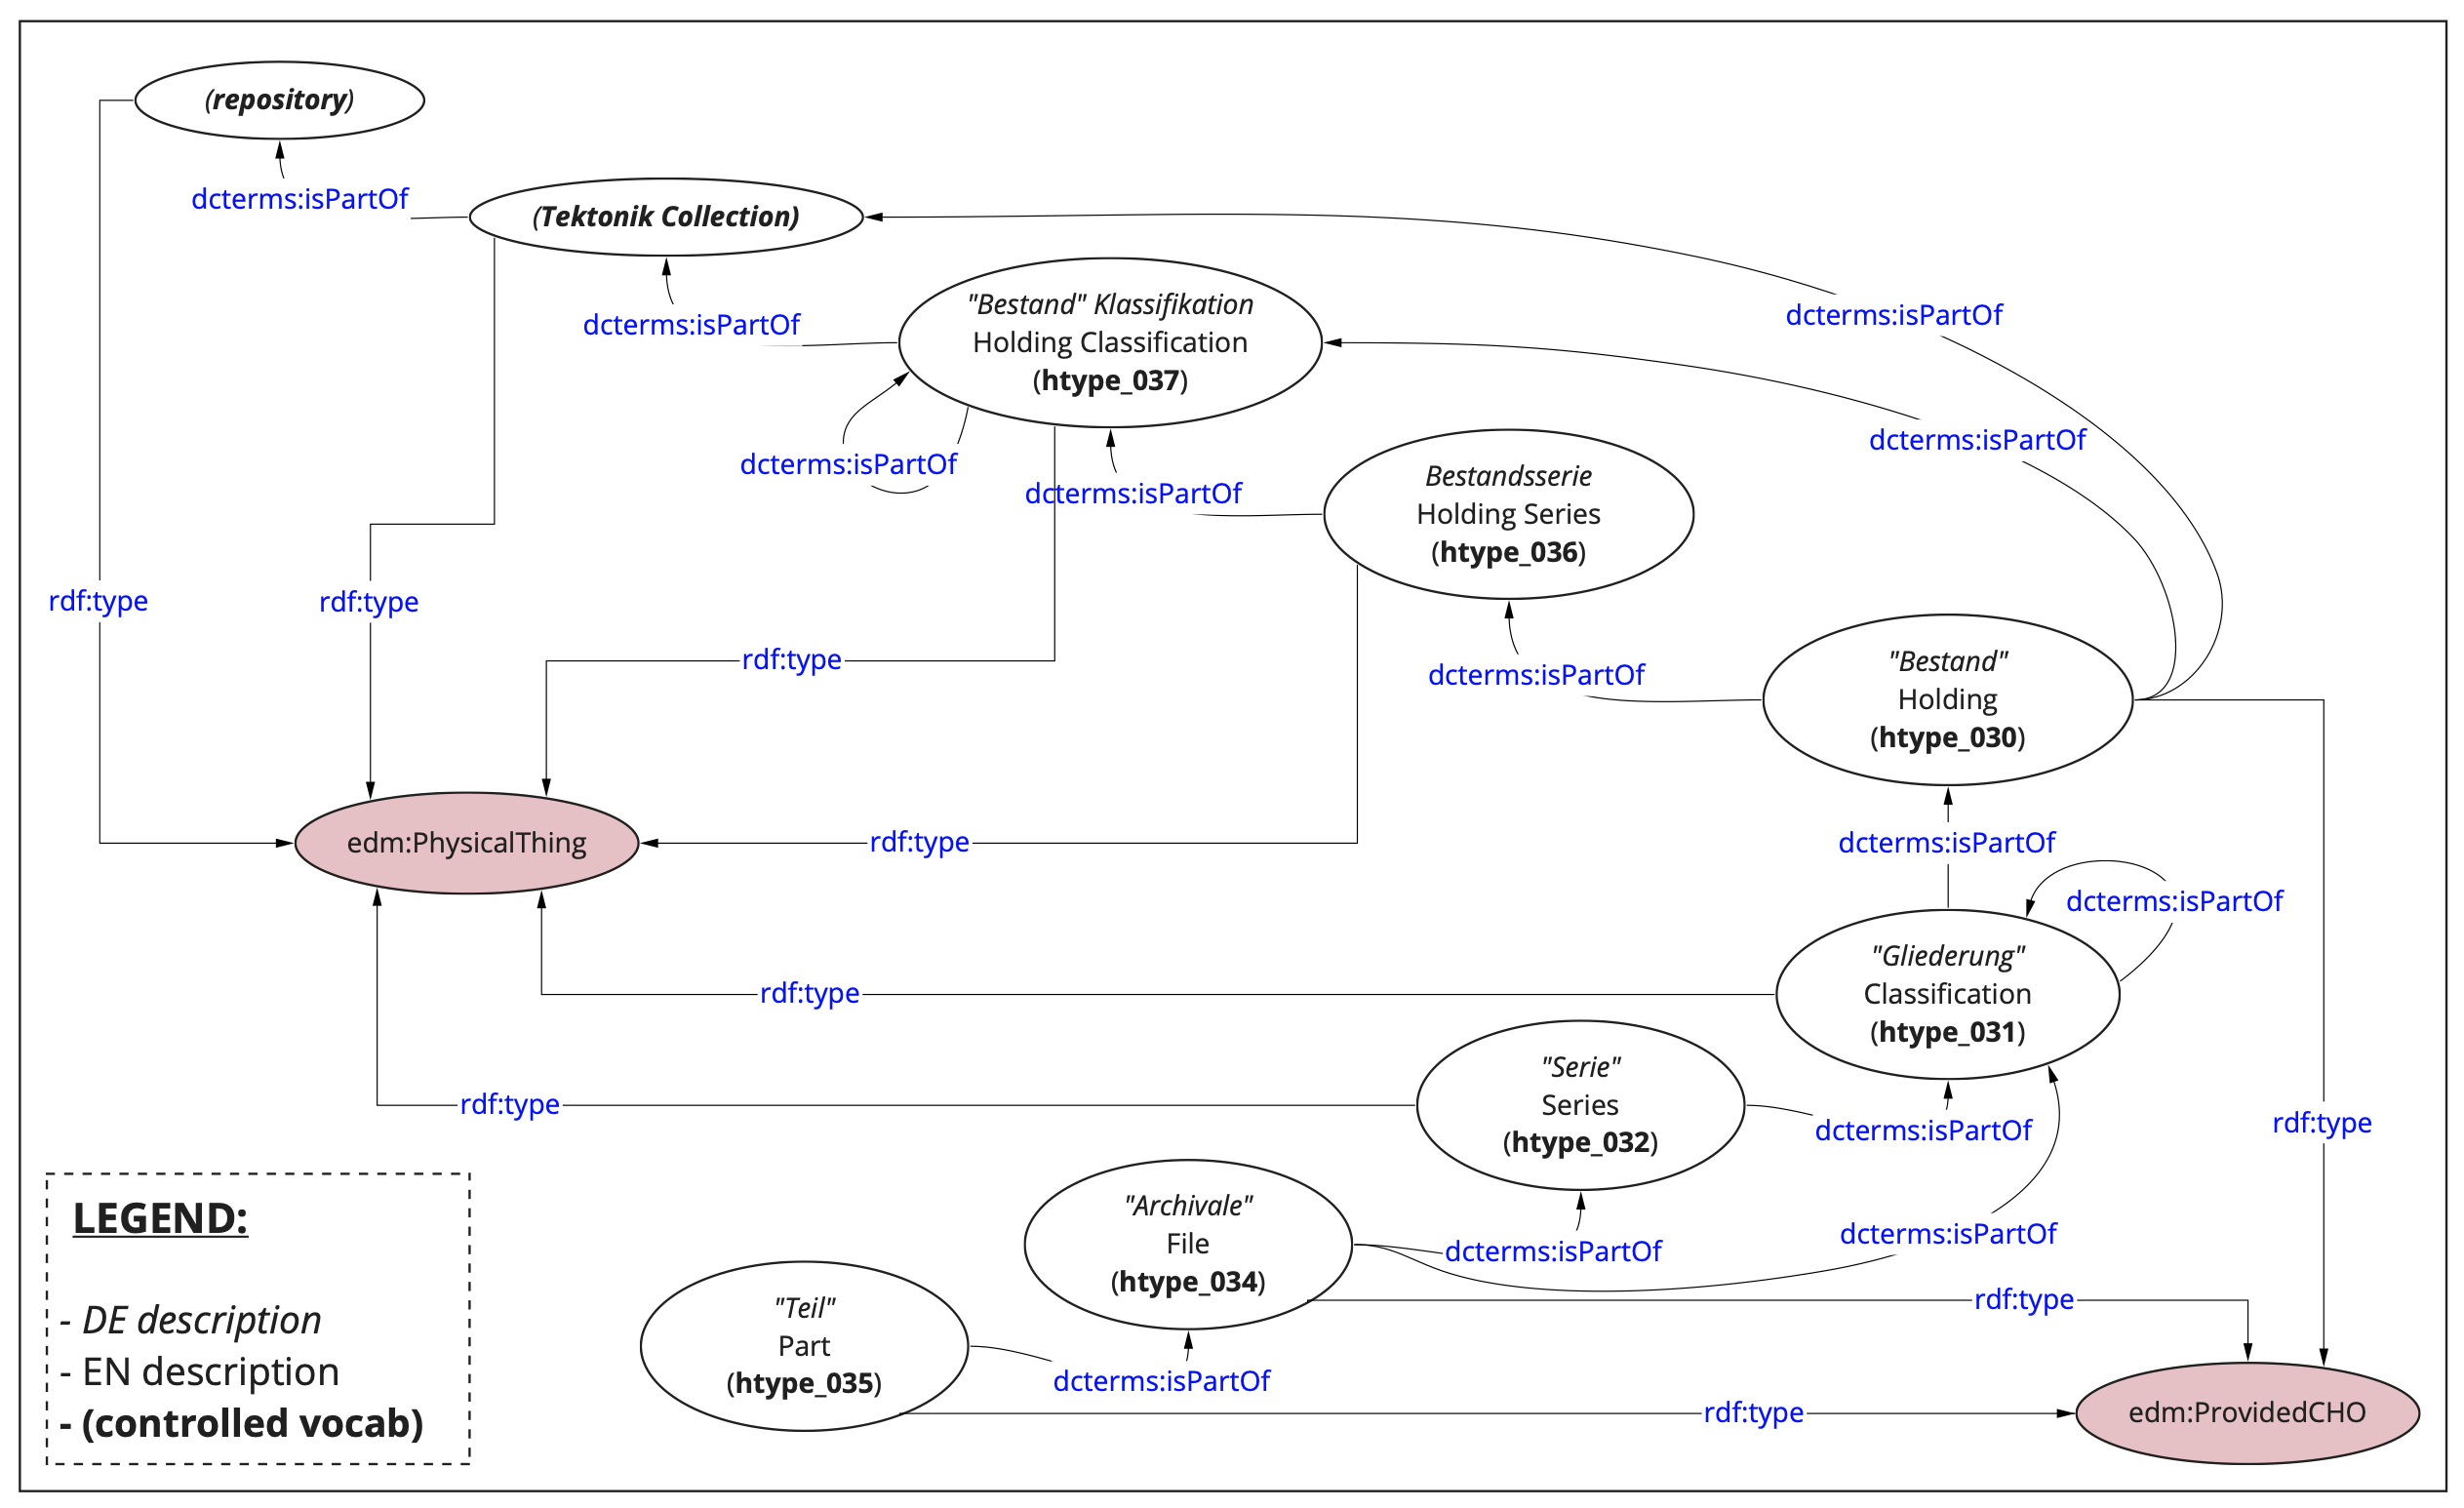 (repository)
dcterms:isPartOf
(Tektonik Collection)
dcterms:isPartOf
"Bestand" Klassifikation
Holding Classification
(htype_037)
dcterms:isPartOf
dcterms:isPartOf
dcterms:isPartOf
dcterms:isPartOf
Bestandsserie
Holding Series
(htype_036)
rdf:type
rdf:type
rdf:type
dcterms:isPartOf
"Bestand"
Holding
(htype_030)
edm:PhysicalThing
rdf:type
dcterms:isPartOf
dcterms:isPartOf
"Gliederung"
Classification
(htype_031)
rdf:type
rdf:type
"Serie"
Series
(htype_032)
dcterms:isPartOf
rdf:type
"Archivale"
File
(htype_034)
dcterms:isPartOf
dcterms:isPartOf
rdf:type
"Teil"
Part
(htype_035)
dcterms:isPartOf
rdf:type
edm:ProvidedCHO
LEGEND:
- DE description
- EN description
- (controlled vocab)